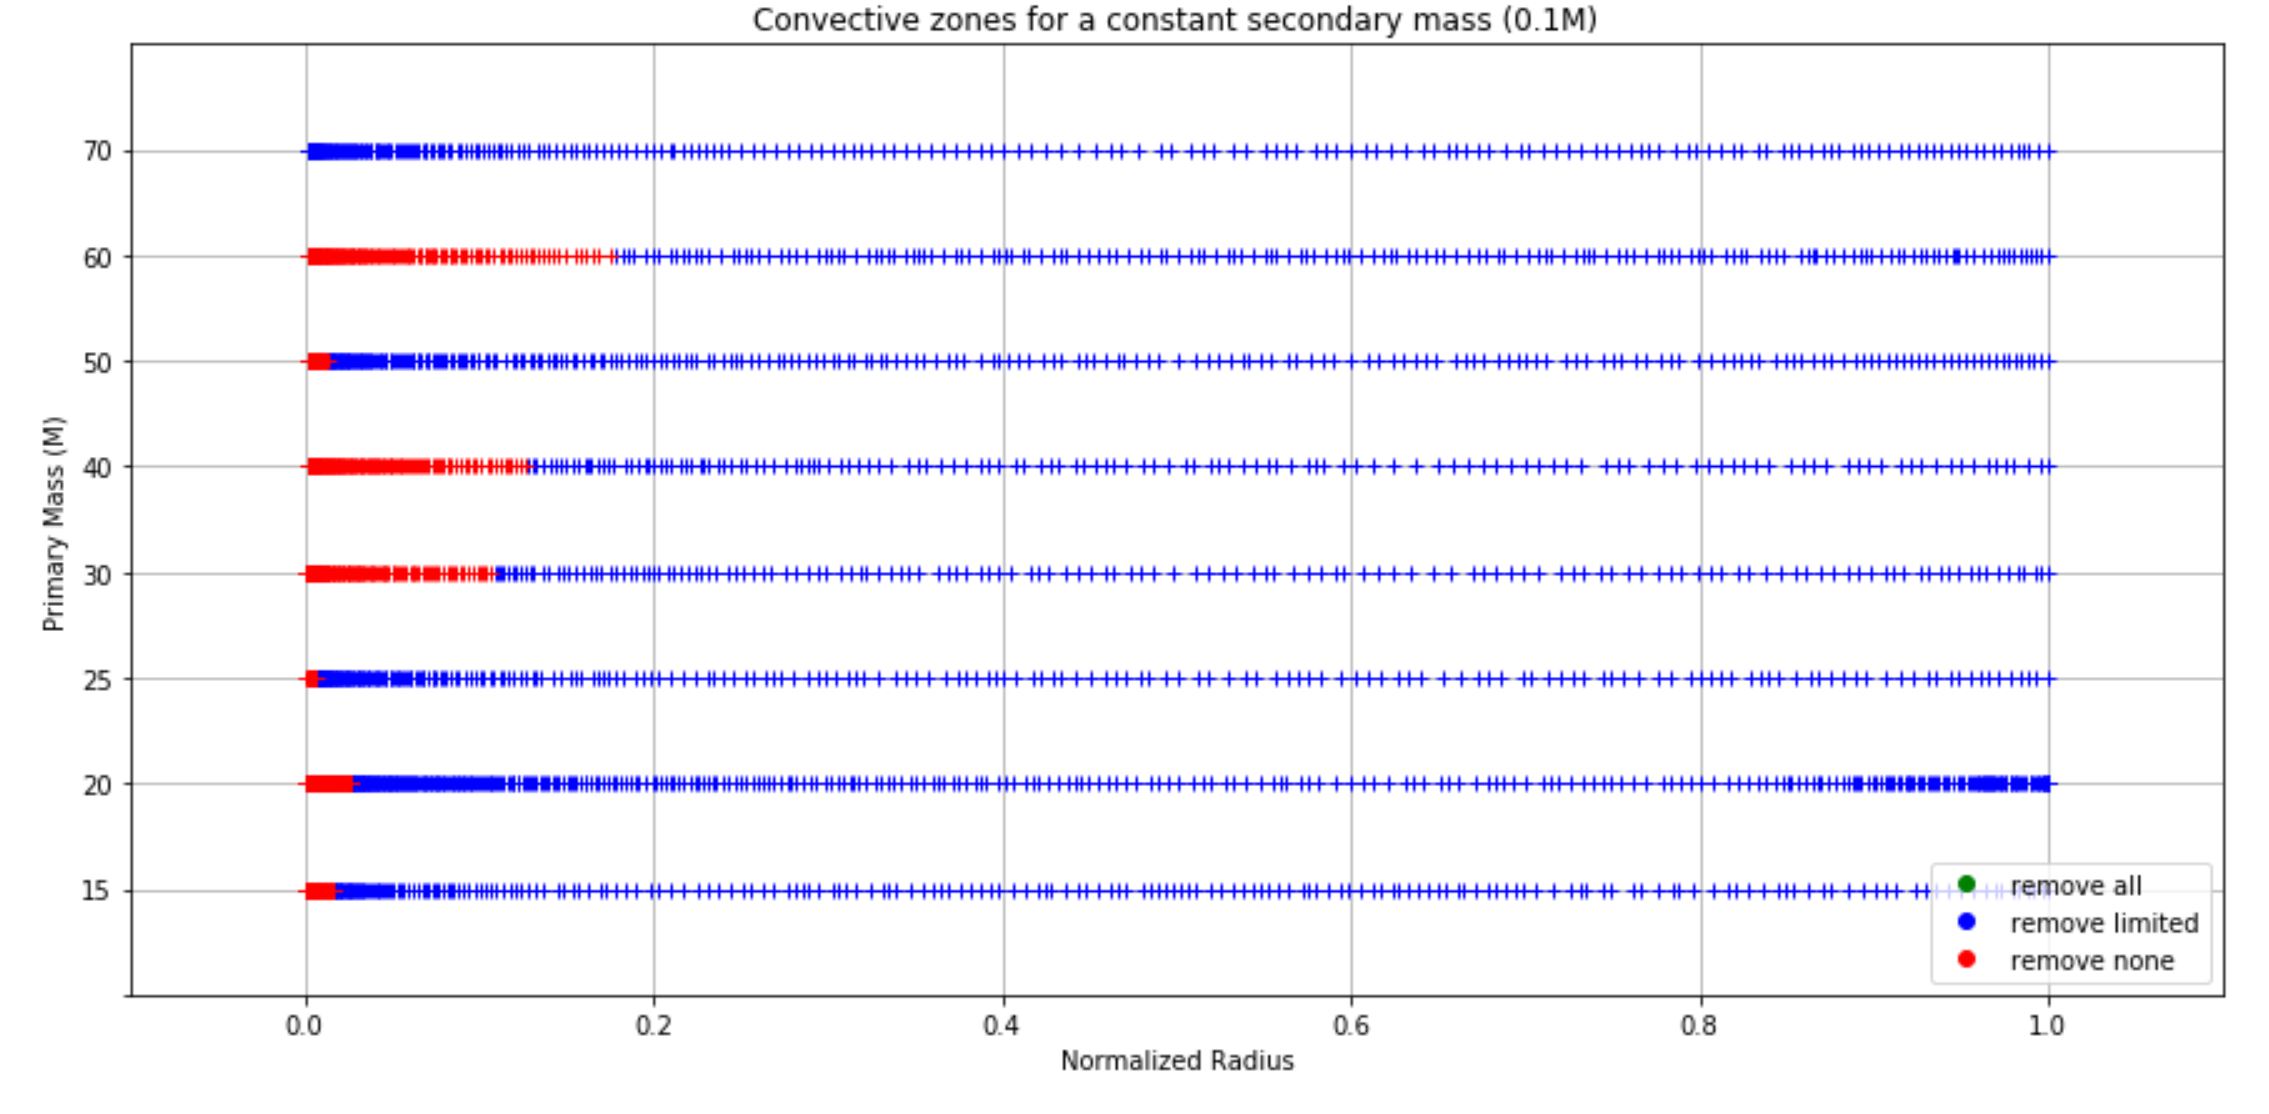 Convective zones for a constant secondary mass (0.1M)
Primary Mass (M)
70
60
50
40
30
25
20
15
remove all
remove limited
remove none
0.0 0.2 0.4 0.6 0.8 1.0
Normalized Radius